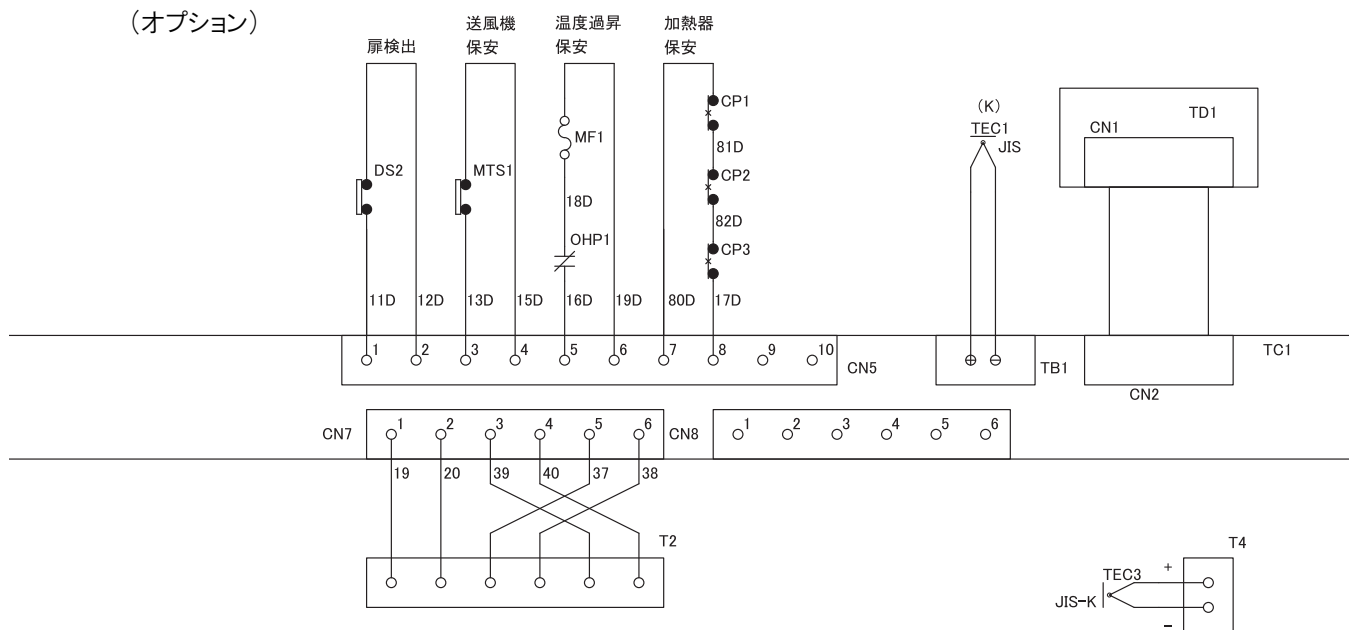 (オプション)
扉検出
送風機
保安
温度過昇
保安
加熱器
保安
CP1
MF1
81D
DS2
MTS1
CP2
18D
82D
OHP1
CP3
11D 12D 13D 15D 16D 19D 80D 17D
(K)
TEC1
JIS
TD1
CN1
1 2 3 4 5 6 7 8 9 10
CN5
⊕ ⊖
TB1
CN2
TC1
CN7
1 2 3 4 5 6
CN8
1 2 3 4 5 6
19 20 39 40 37 38
T2
T4
TEC3
+
JIS-K
-